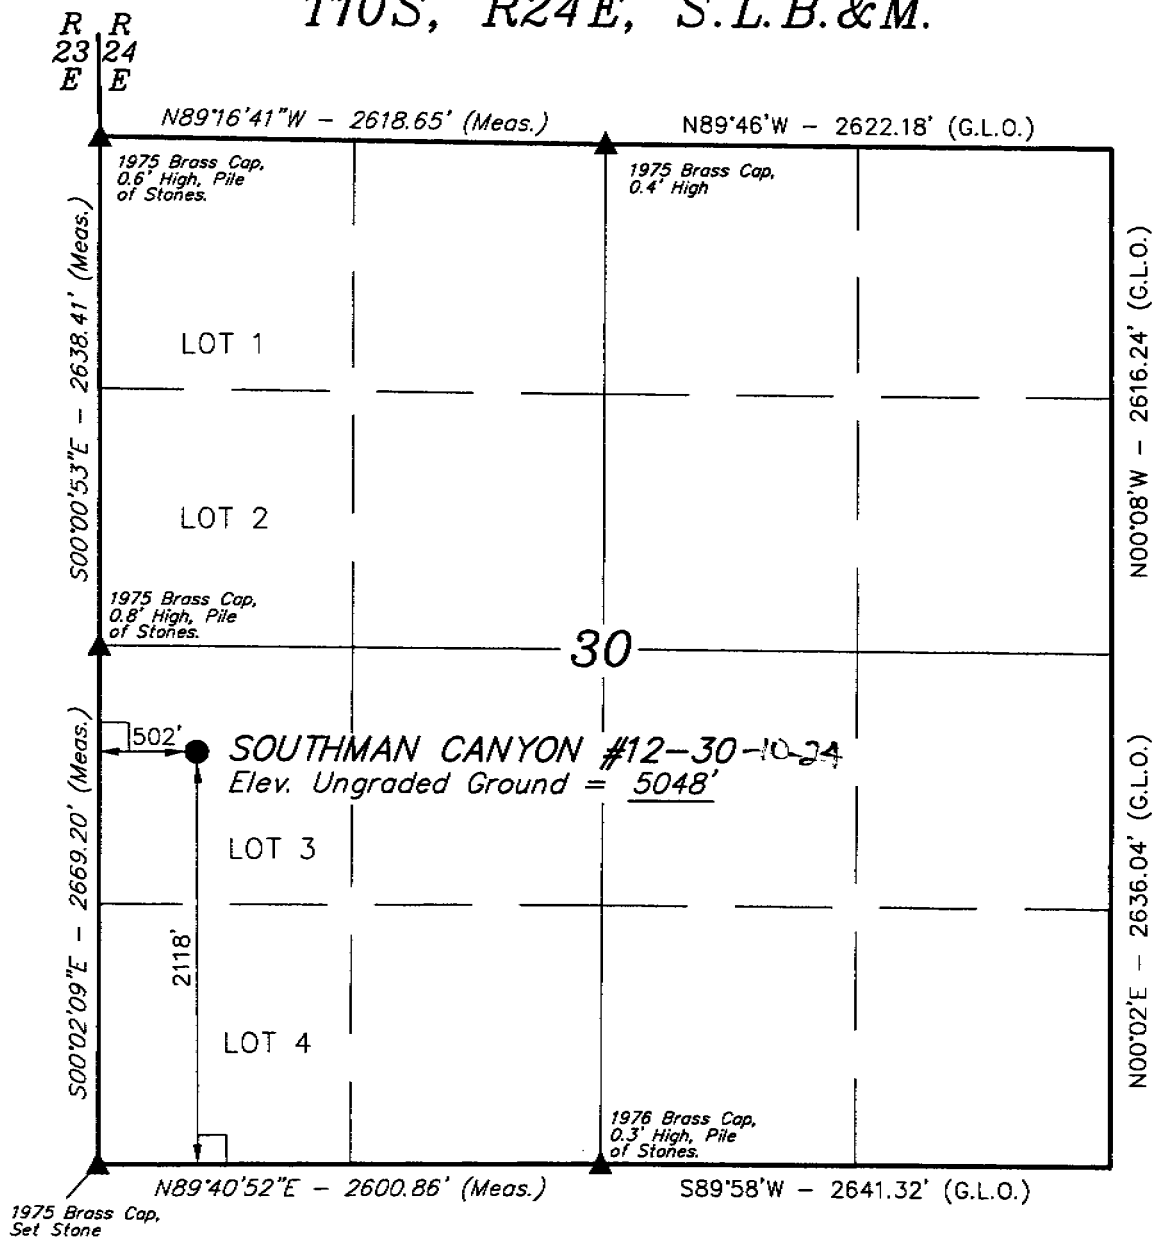 T10S, R24E, S.L.B.&M.
R R
23 24
E E
N89°16'41"W - 2618.65' (Meas.)
N89°46'W - 2622.18' (G.L.O.)
1975 Brass Cap,
0.6' High, Pile
of Stones.
1975 Brass Cap,
0.4' High
S00°00'53"E - 2638.41' (Meas.)
N00°08'W - 2616.24' (G.L.O.)
LOT 1
LOT 2
1975 Brass Cap,
0.8' High, Pile
of Stones.
30
502'
SOUTHMAN CANYON #12-30-10-24
Elev. Ungraded Ground = 5048'
S00°02'09"E - 2669.20' (Meas.)
N00°02'E - 2636.04' (G.L.O.)
LOT 3
2118'
LOT 4
1976 Brass Cap,
0.3' High, Pile
of Stones.
N89°40'52"E - 2600.86' (Meas.)
S89°58'W - 2641.32' (G.L.O.)
1975 Brass Cap,
Set Stone